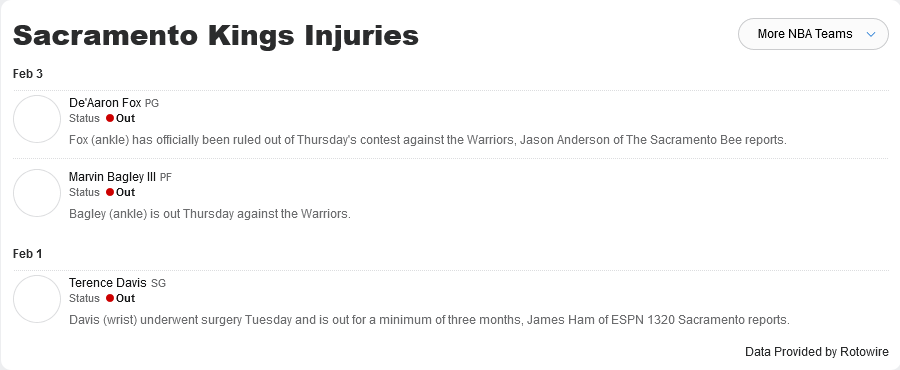 Sacramento Kings Injuries
More NBA Teams
Feb 3
De'Aaron Fox PG
Status Out
Fox (ankle) has officially been ruled out of Thursday's contest against the Warriors, Jason Anderson of The Sacramento Bee reports.
Marvin Bagley III PF
Status Out
Bagley (ankle) is out Thursday against the Warriors.
Feb 1
Terence Davis SG
Status Out
Davis (wrist) underwent surgery Tuesday and is out for a minimum of three months, James Ham of ESPN 1320 Sacramento reports.
Data Provided by Rotowire